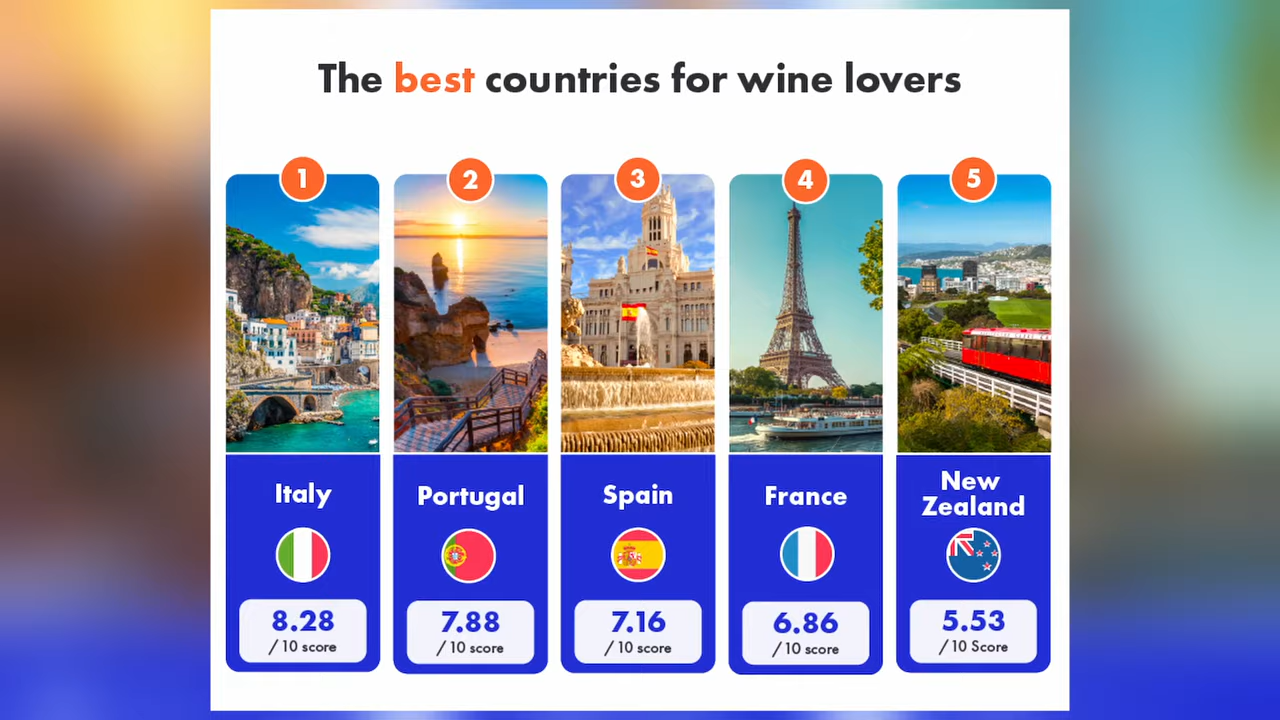 The best countries for wine lovers
1
2
3
4
5
Italy
Portugal
Spain
France
New
Zealand
8.28
/ 10 score
7.88
/ 10 score
7.16
/ 10 score
6.86
/ 10 score
5.53
/ 10 Score